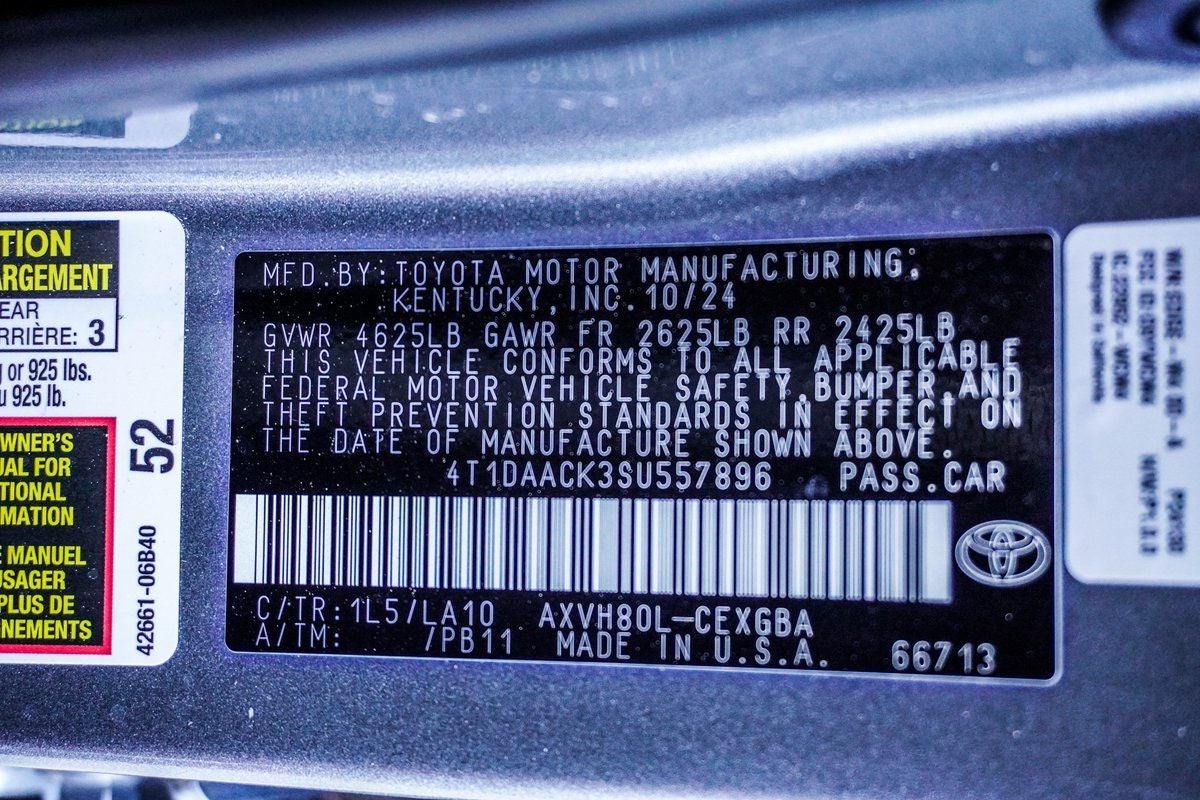 TION
ARGEMENT
EAR
RRIÈRE: 3
g or 925 lbs.
u 925 lb.
WNER'S
UAL FOR
TIONAL
MATION
E MANUEL
USAGER
PLUS DE
NEMENTS
52
42661-06B40
MFD.BY:TOYOTA MOTOR MANUFACTURING,
KENTUCKY, INC. 10/24
GVWR 4625LB GAWR FR 2625LB RR 2425LB
THIS VEHICLE CONFORMS TO ALL APPLICABLE
FEDERAL MOTOR VEHICLE SAFETY,BUMPER,AND
THEFT PREVENTION STANDARDS IN EFFECT ON
THE DATE OF MANUFACTURE SHOWN ABOVE.
4T1DAACK3SU557896 PASS.CAR
C/TR:1L5/LA10 AXVH80L-CEXGBA
A/TM: /PB11 MADE IN U.S.A. 66713